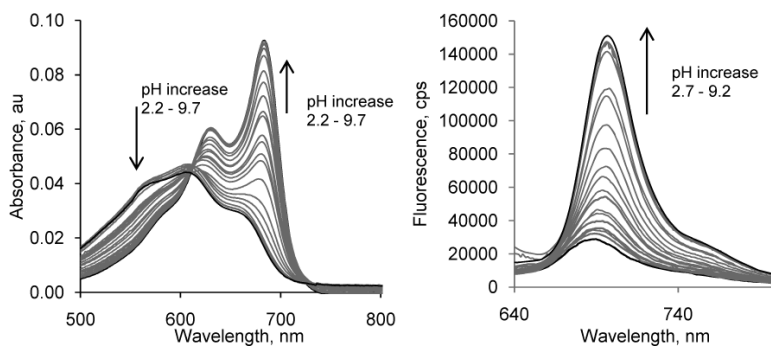 0.10
0.08
0.06
0.04
0.02
0.00
Absorbance, au
pH increase
2.2 - 9.7
pH increase
2.2 - 9.7
500
600
700
800
Wavelength, nm
160000
140000
120000
100000
80000
60000
40000
20000
0
Fluorescence, cps
pH increase
2.7 - 9.2
640
740
Wavelength, nm